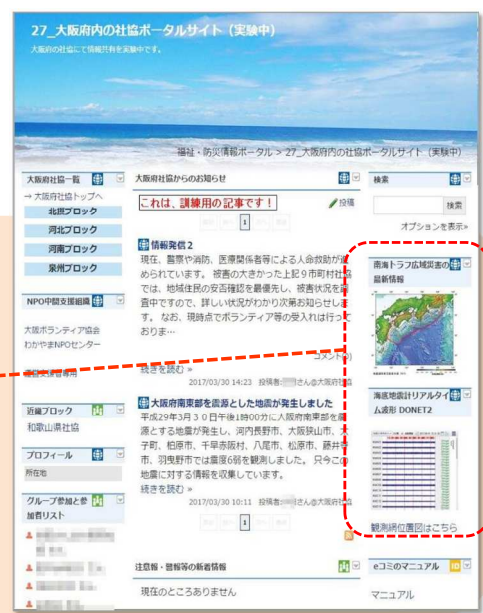 27_大阪府内の社協ポータルサイト（実験中）
大阪府の社協にて情報共有を実験中です。
福祉・防災情報ポータル > 27_大阪府内の社協ポータルサイト（実験中）
大阪府社協一覧
→ 大阪府社協トップへ
北摂ブロック
河北ブロック
河南ブロック
泉州ブロック
NPO中間支援組織
大阪ボランティア協会
わかやまNPOセンター
近畿ブロック
和歌山県社協
プロフィール
所在地
グループ参加と参
加者リスト
大阪府社協からのお知らせ
これは、訓練用の記事です！
投稿
1
情報発信2
現在、警察や消防、医療関係者等による人命救助が進
められています。 被害の大きかった上記9市町村社協
では、地域住民の安否確認を最優先し、被害状況を調
査中ですので、詳しい状況がわかり次第お知らせしま
す。 なお、現時点でボランティア等の受入れは行って
おりま…
コメント(0)
続きを読む »
2017/03/30 14:23 投稿者: さん@大阪府社協
大阪府南東部を震源とした地震が発生しました
平成29年3月30日午後1時00分に大阪府南東部を震
源とする地震が発生し、河内長野市、大阪狭山市、太
子町、柏原市、千早赤阪村、八尾市、松原市、藤井寺
市、羽曳野市では震度6弱を観測しました。 只今この
地震に対する情報を収集しています。
続きを読む »
2017/03/30 10:11 投稿者: さん@大阪府社協
1
注意報・警報等の新着情報
現在のところありません
検索
検索
オプションを表示»
南海トラフ広域災害の
最新情報
海底地震計リアルタイ
ム波形 DONET2
観測網位置図はこちら
eコミのマニュアル
マニュアル